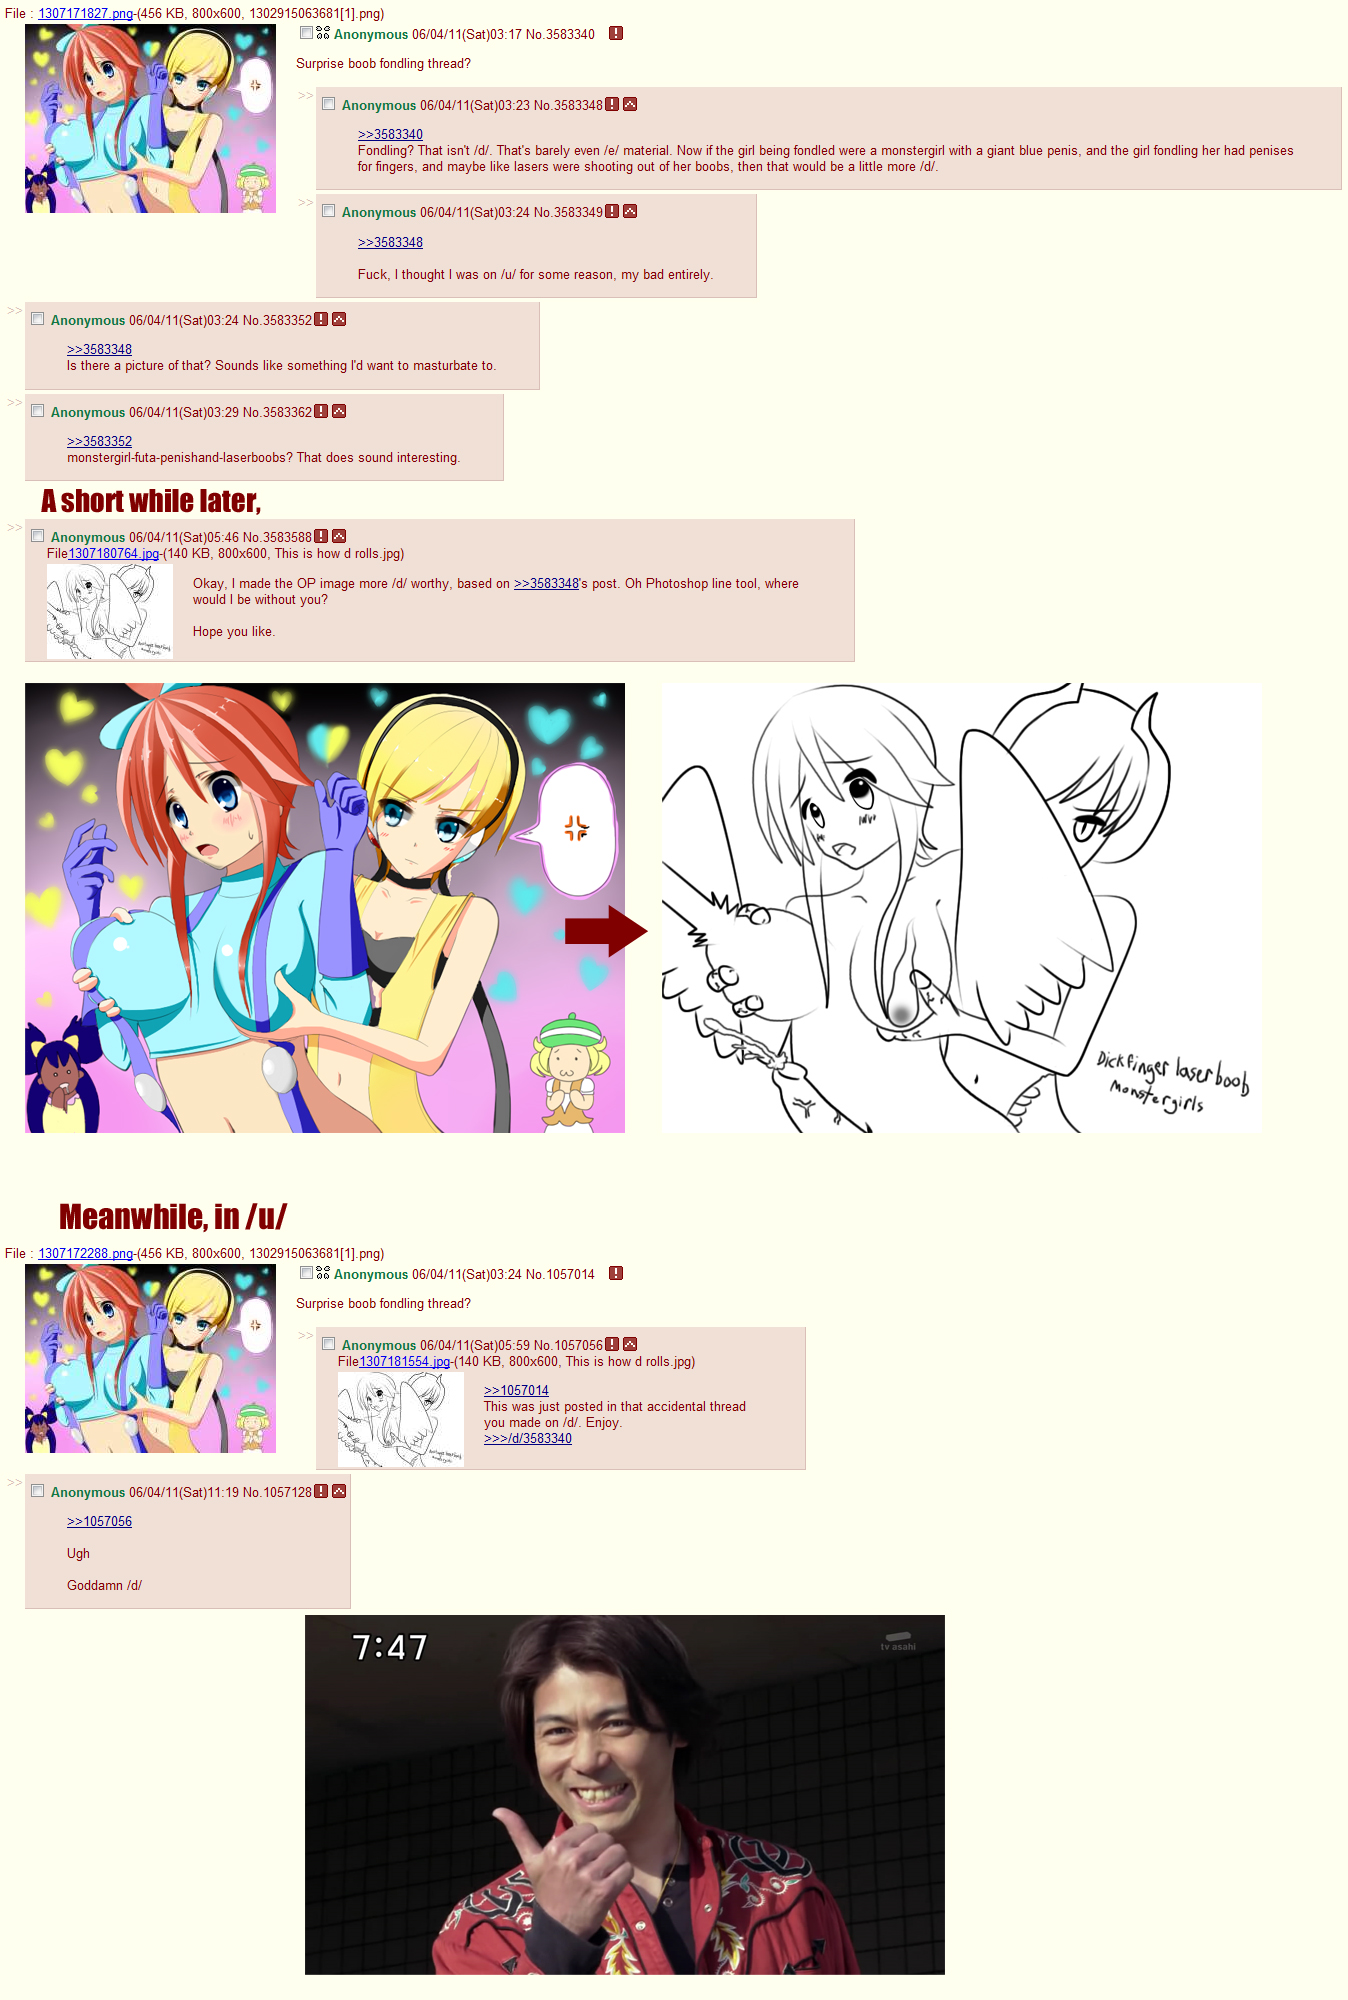 File : 1307171827.png-(456 KB, 800x600, 1302915063681[1].png)
Anonymous 06/04/11(Sat)03:17 No.3583340
Surprise boob fondling thread?
>> Anonymous 06/04/11(Sat)03:23 No.3583348
>>3583340
Fondling? That isn't /d/. That's barely even /e/ material. Now if the girl being fondled were a monstergirl with a giant blue penis, and the girl fondling her had penises
for fingers, and maybe like lasers were shooting out of her boobs, then that would be a little more /d/.
>> Anonymous 06/04/11(Sat)03:24 No.3583349
>>3583348
Fuck, I thought I was on /u/ for some reason, my bad entirely.
>> Anonymous 06/04/11(Sat)03:24 No.3583352
>>3583348
Is there a picture of that? Sounds like something I'd want to masturbate to.
>> Anonymous 06/04/11(Sat)03:29 No.3583362
>>3583352
monstergirl-futa-penishand-laserboobs? That does sound interesting.
A short while later,
>> Anonymous 06/04/11(Sat)05:46 No.3583588
File1307180764.jpg-(140 KB, 800x600, This is how d rolls.jpg)
Okay, I made the OP image more /d/ worthy, based on >>3583348's post. Oh Photoshop line tool, where
would I be without you?
Hope you like.
Dickfinger laser boob
monstergirls
Meanwhile, in /u/
File : 1307172288.png-(456 KB, 800x600, 1302915063681[1].png)
Anonymous 06/04/11(Sat)03:24 No.1057014
Surprise boob fondling thread?
>> Anonymous 06/04/11(Sat)05:59 No.1057056
File1307181554.jpg-(140 KB, 800x600, This is how d rolls.jpg)
>>1057014
This was just posted in that accidental thread
you made on /d/. Enjoy.
>>>/d/3583340
>> Anonymous 06/04/11(Sat)11:19 No.1057128
>>1057056
Ugh
Goddamn /d/
7:47
tv asahi